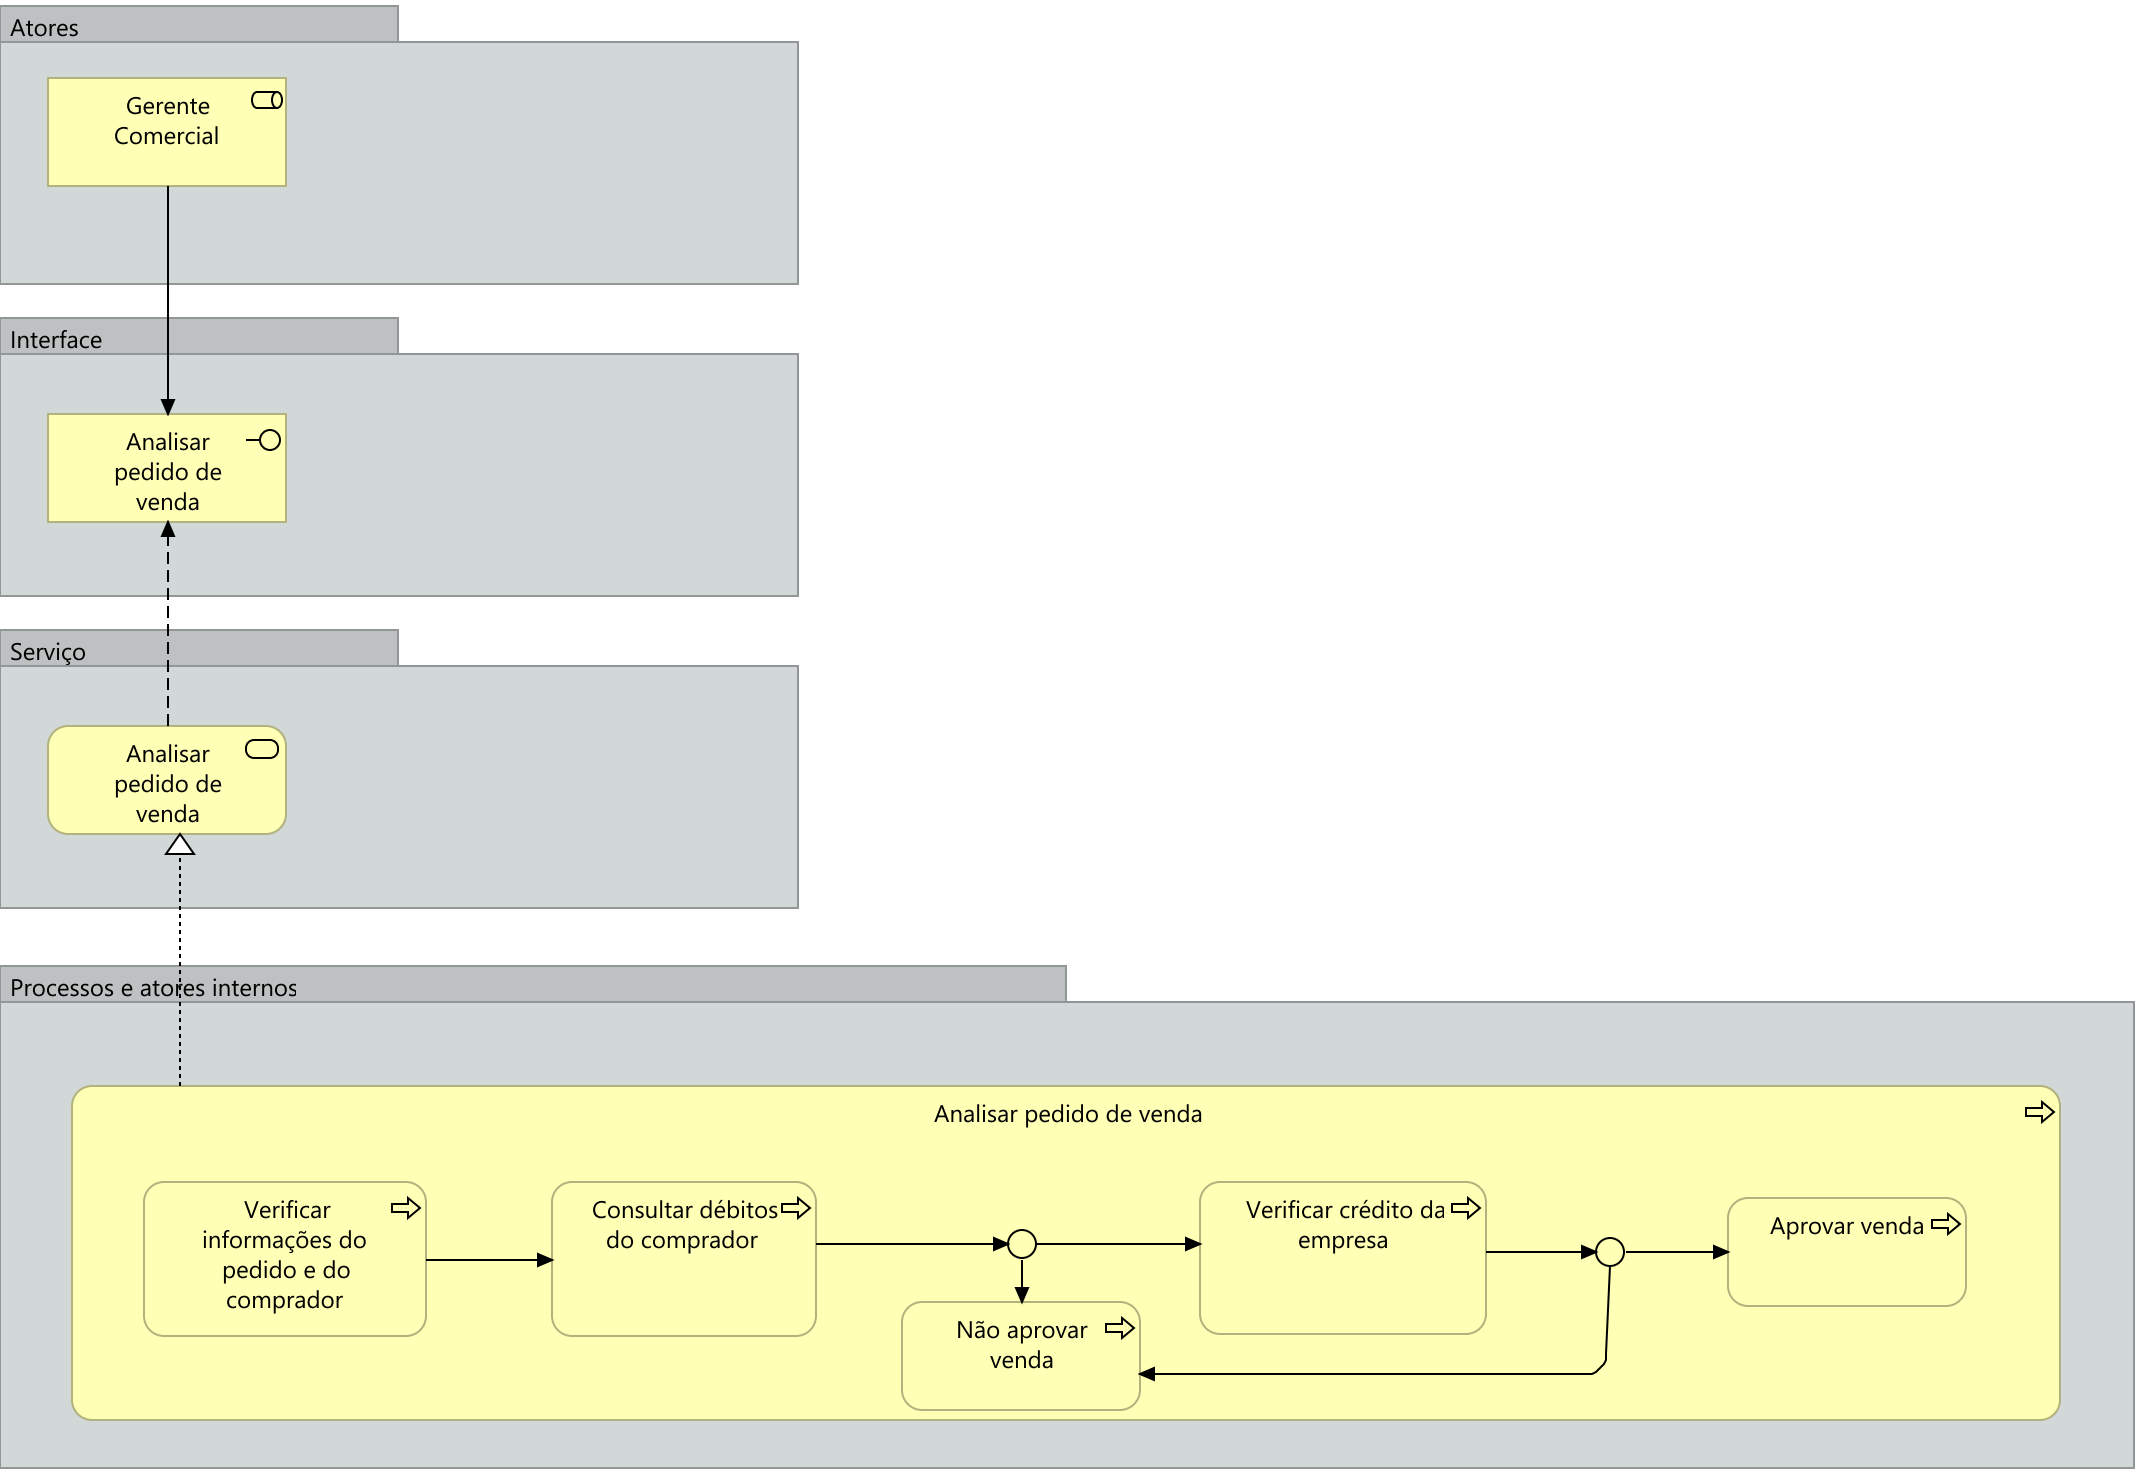 Atores
Gerente
Comercial
Interface
Analisar
pedido de
venda
Serviço
Analisar
pedido de
venda
Processos e atores internos
Analisar pedido de venda
Verificar
informações do
pedido e do
comprador
Consultar débitos
do comprador
Não aprovar
venda
Verificar crédito da
empresa
Aprovar venda